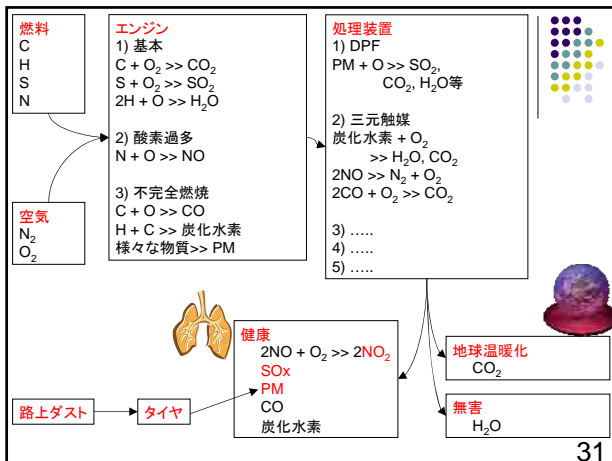 燃料
C
H
S
N
空気
N₂
O₂
エンジン
1) 基本
C + O₂ >> CO₂
S + O₂ >> SO₂
2H + O >> H₂O
2) 酸素過多
N + O >> NO
3) 不完全燃焼
C + O >> CO
H + C >> 炭化水素
様々な物質>> PM
処理装置
1) DPF
PM + O >> SO₂,
CO₂, H₂O等
2) 三元触媒
炭化水素 + O₂
>> H₂O, CO₂
2NO >> N₂ + O₂
2CO + O₂ >> CO₂
3) …..
4) …..
5) …..
健康
2NO + O₂ >> 2NO₂
SOx
PM
CO
炭化水素
路上ダスト
タイヤ
地球温暖化
CO₂
無害
H₂O
31